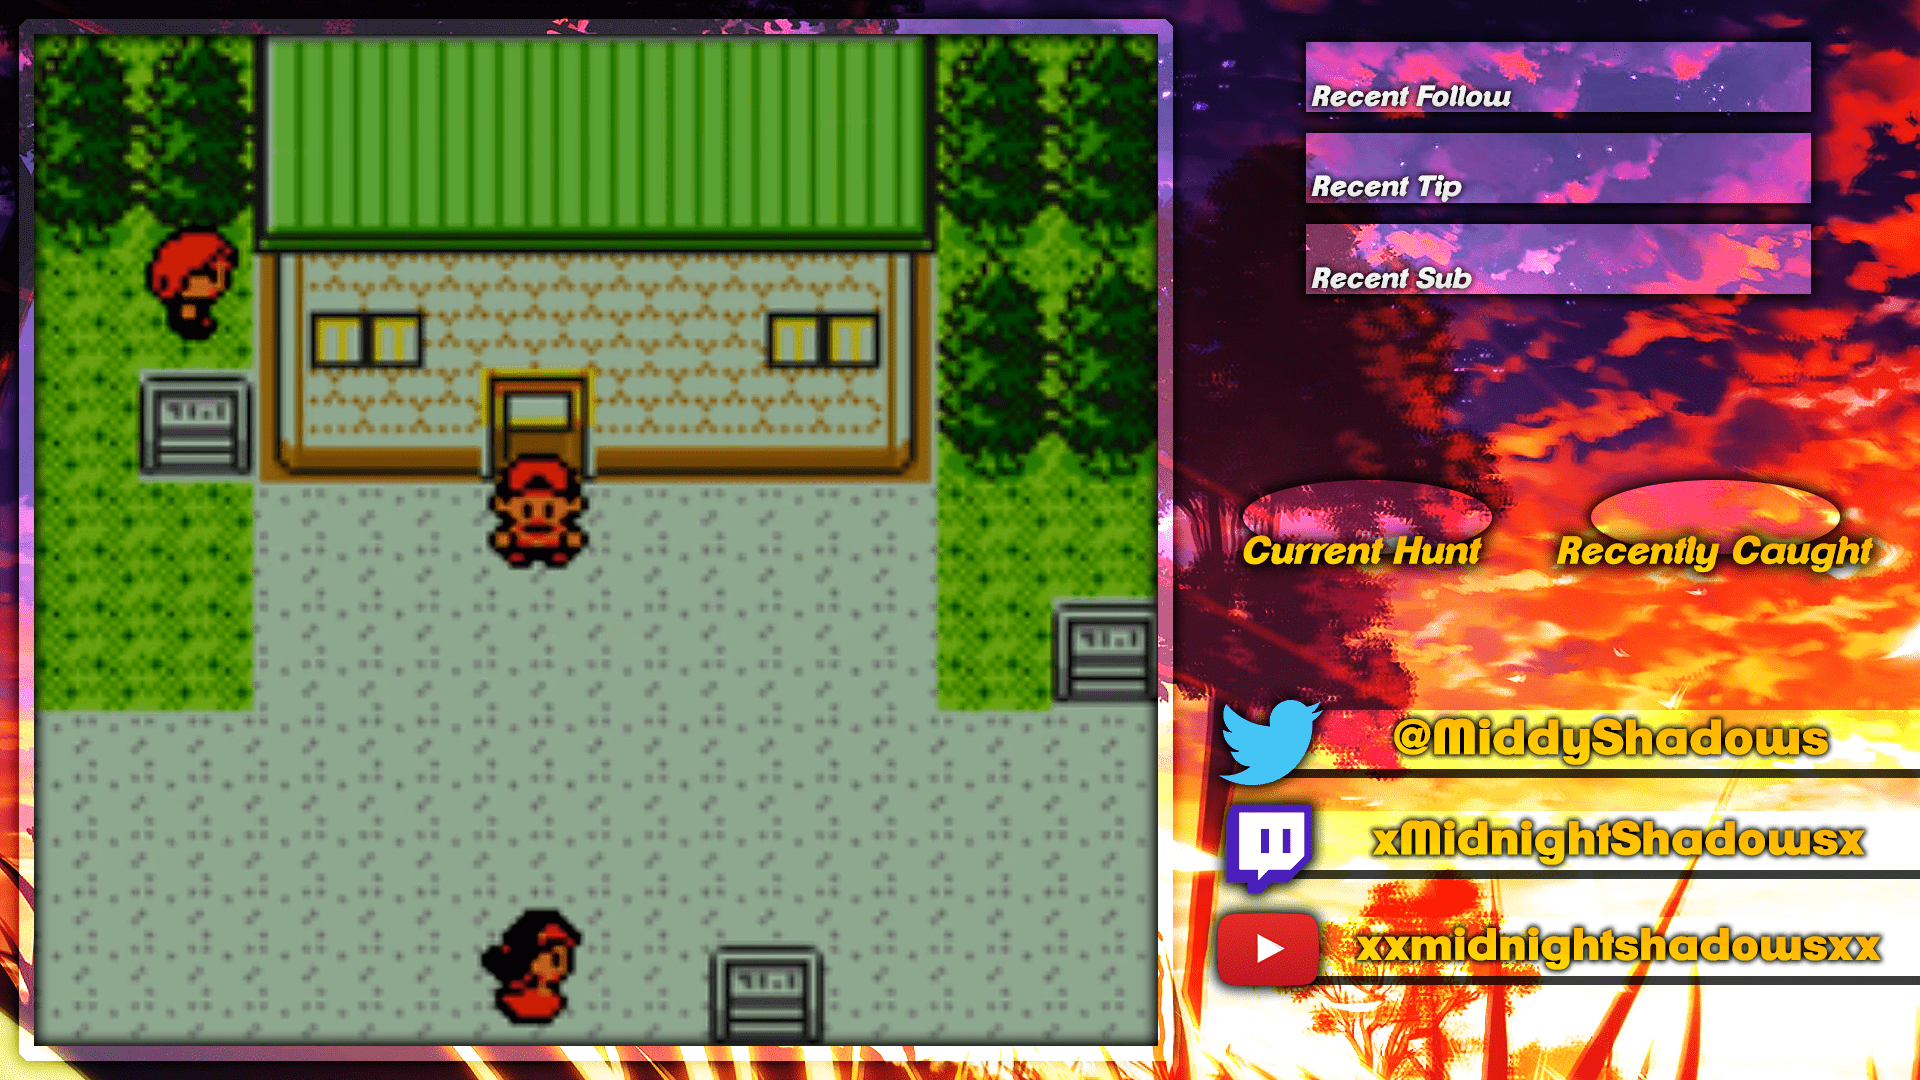 Recent Follow
Recent Tip
Recent Sub
Current Hunt
Recently Caught
@MiddyShadows
xMidnightShadowsx
xxmidnightshadowsxx